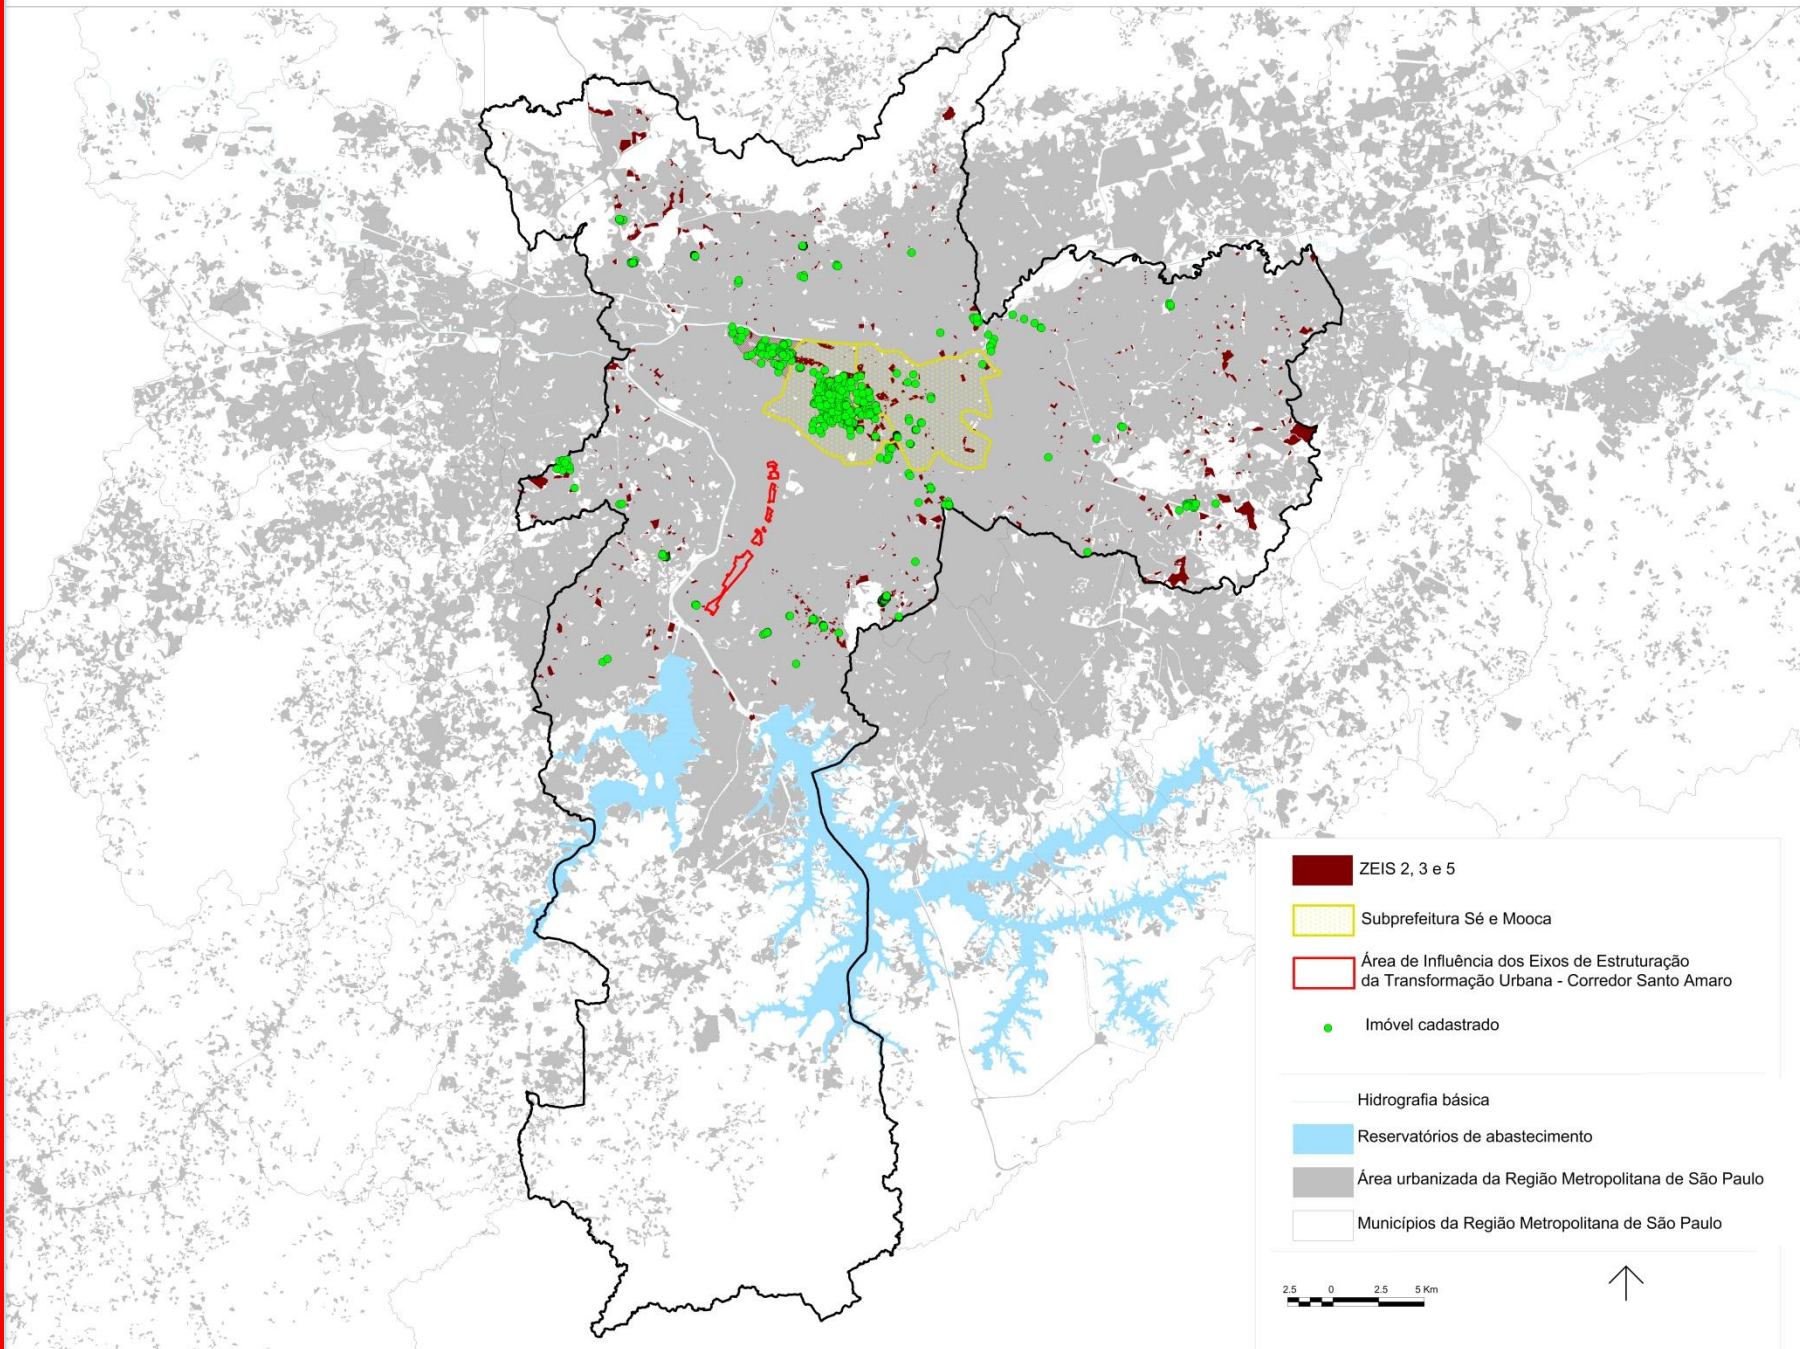 ZEIS 2, 3 e 5
Subprefeitura Sé e Mooca
Área de Influência dos Eixos de Estruturação
da Transformação Urbana - Corredor Santo Amaro
Imóvel cadastrado
Hidrografia básica
Reservatórios de abastecimento
Área urbanizada da Região Metropolitana de São Paulo
Municípios da Região Metropolitana de São Paulo
2.5 0 2.5 5 Km